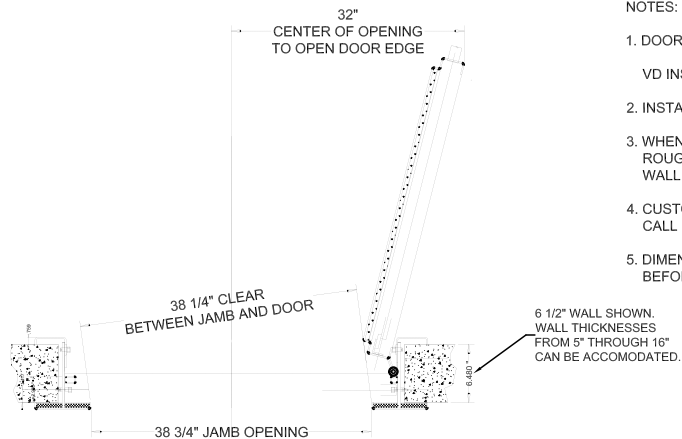 32"
CENTER OF OPENING
TO OPEN DOOR EDGE
NOTES:
1. DOOR
VD INS
2. INSTA
3. WHEN
ROUG
WALL
4. CUSTO
CALL
5. DIMEN
BEFO
38 1/4" CLEAR
BETWEEN JAMB AND DOOR
6 1/2" WALL SHOWN.
WALL THICKNESSES
FROM 5" THROUGH 16"
CAN BE ACCOMODATED.
6.480"
38 3/4" JAMB OPENING